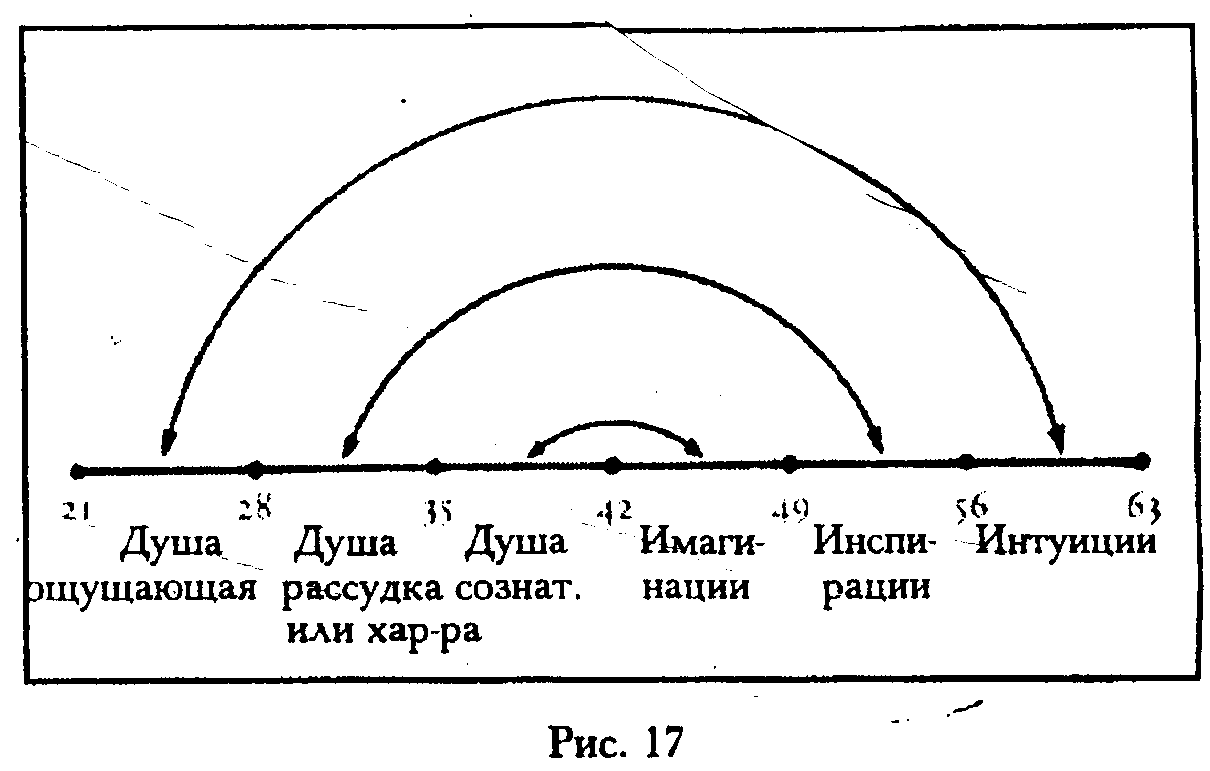 21 28 35 42 49 56 63
Душа Душа Душа Имаги- Инспи- Интуиции
ощущающая рассудка сознат. нации рации
или хар-ра
Рис. 17